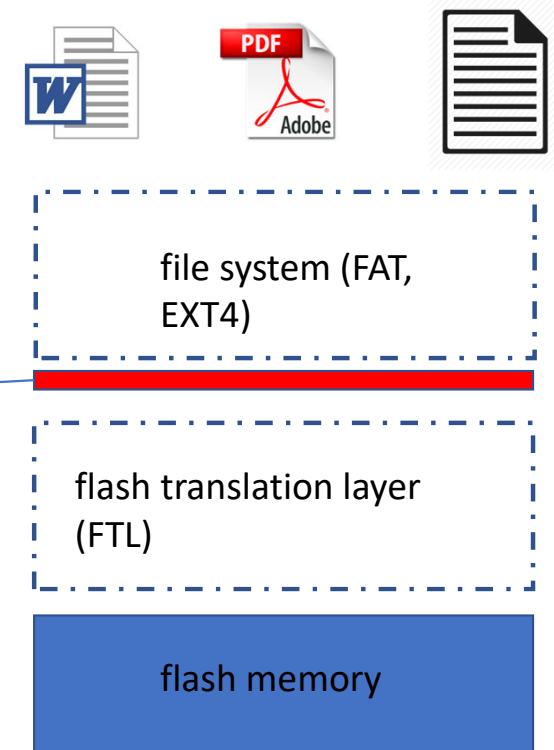 W
PDF
Adobe
file system (FAT,
EXT4)
flash translation layer
(FTL)
flash memory